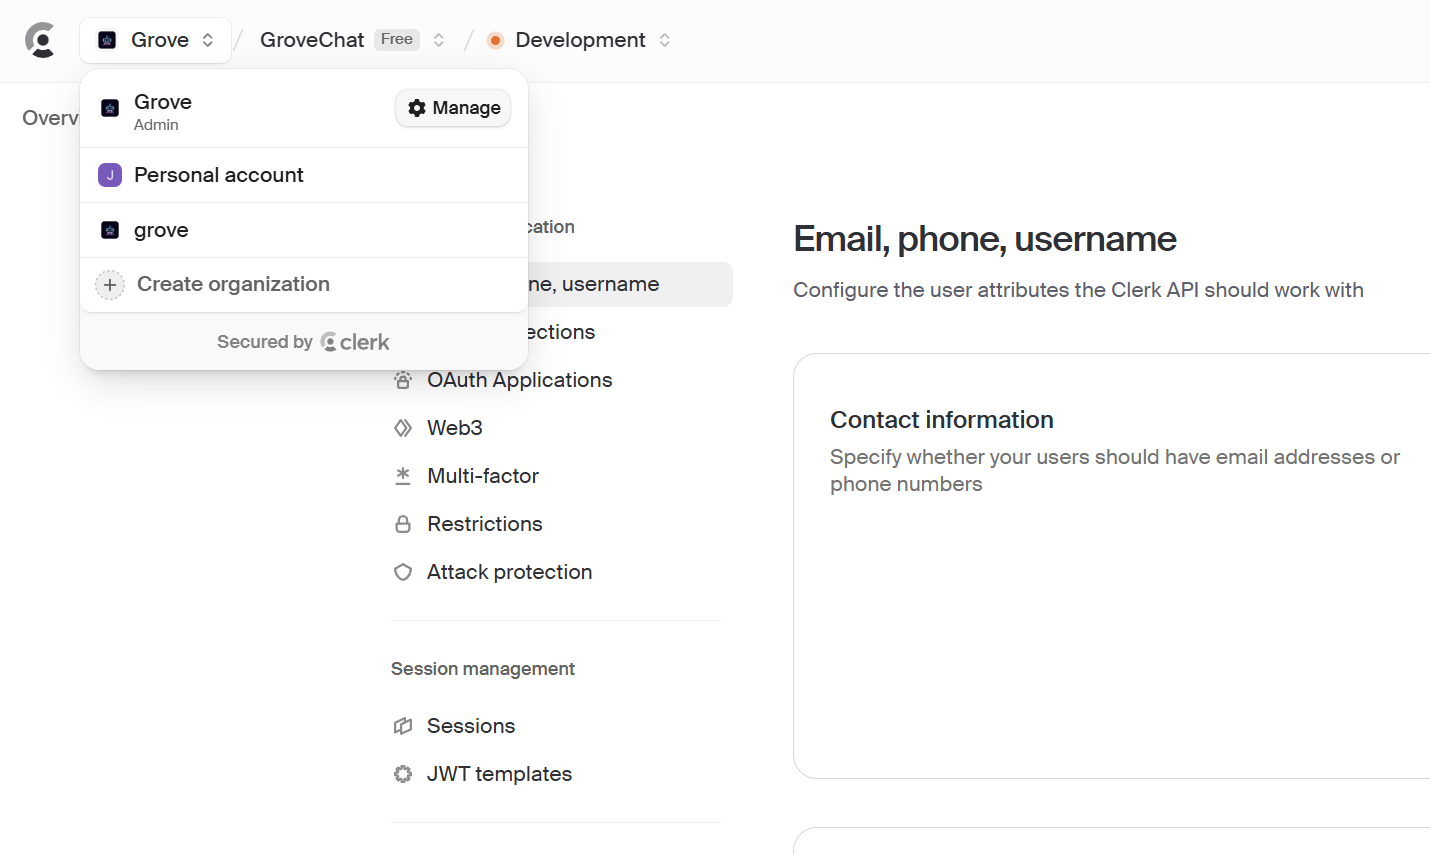 Grove
GroveChat Free
Development
Grove
Admin
Manage
J
Personal account
grove
Create organization
Secured by clerk
Overv
cation
ne, username
ections
OAuth Applications
Web3
Multi-factor
Restrictions
Attack protection
Session management
Sessions
JWT templates
Email, phone, username
Configure the user attributes the Clerk API should work with
Contact information
Specify whether your users should have email addresses or
phone numbers